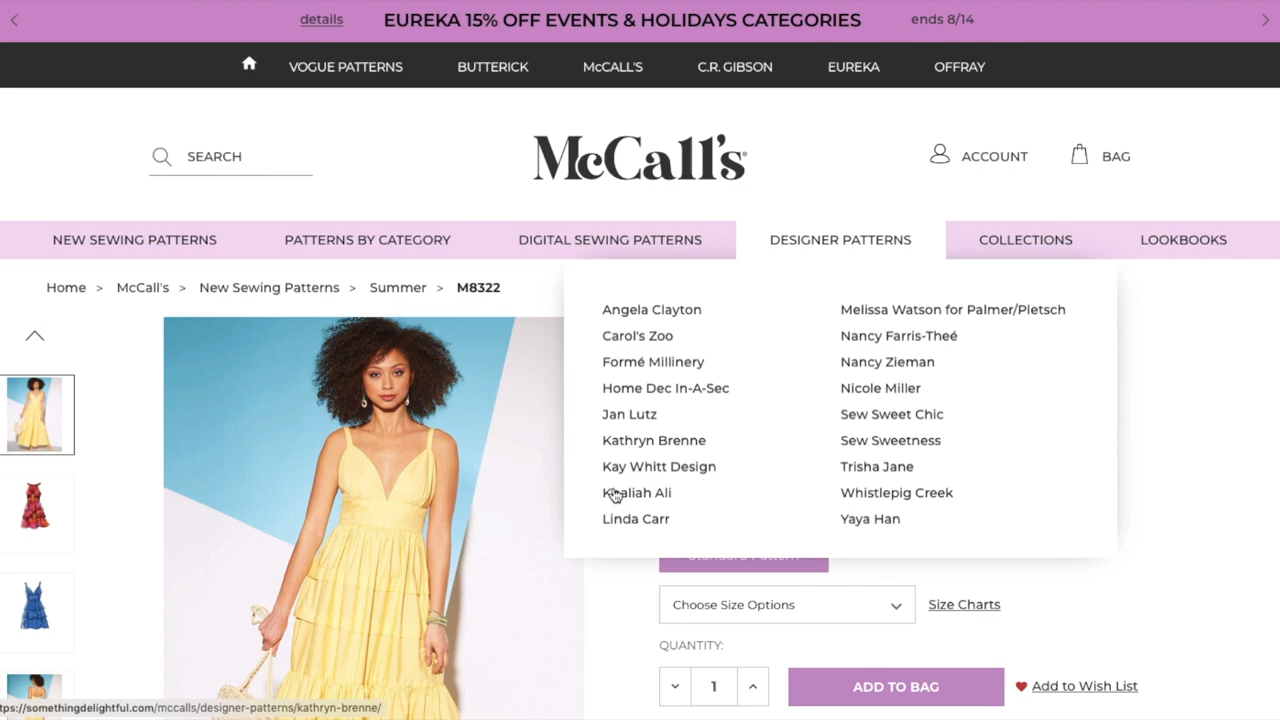 details EUREKA 15% OFF EVENTS & HOLIDAYS CATEGORIES ends 8/14
VOGUE PATTERNS BUTTERICK McCALL'S C.R. GIBSON EUREKA OFFRAY
SEARCH McCall's ACCOUNT BAG
NEW SEWING PATTERNS PATTERNS BY CATEGORY DIGITAL SEWING PATTERNS DESIGNER PATTERNS COLLECTIONS LOOKBOOKS
Home > McCall's > New Sewing Patterns > Summer > M8322
Angela Clayton
Carol's Zoo
Formé Millinery
Home Dec In-A-Sec
Jan Lutz
Kathryn Brenne
Kay Whitt Design
Ali
Linda Carr
Melissa Watson for Palmer/Pletsch
Nancy Farris-Theé
Nancy Zieman
Nicole Miller
Sew Sweet Chic
Sew Sweetness
Trisha Jane
Whistlepig Creek
Yaya Han
Choose Size Options Size Charts
QUANTITY:
1 ADD TO BAG Add to Wish List
tps://somethingdelightful.com/mccalls/designer-patterns/kathryn-brenne/